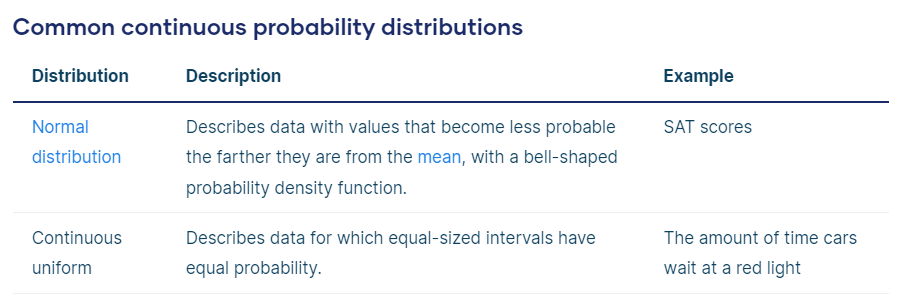 Common continuous probability distributions
Distribution Description Example
Normal Describes data with values that become less probable SAT scores
distribution the farther they are from the mean, with a bell-shaped
probability density function.
Continuous Describes data for which equal-sized intervals have The amount of time cars
uniform equal probability. wait at a red light